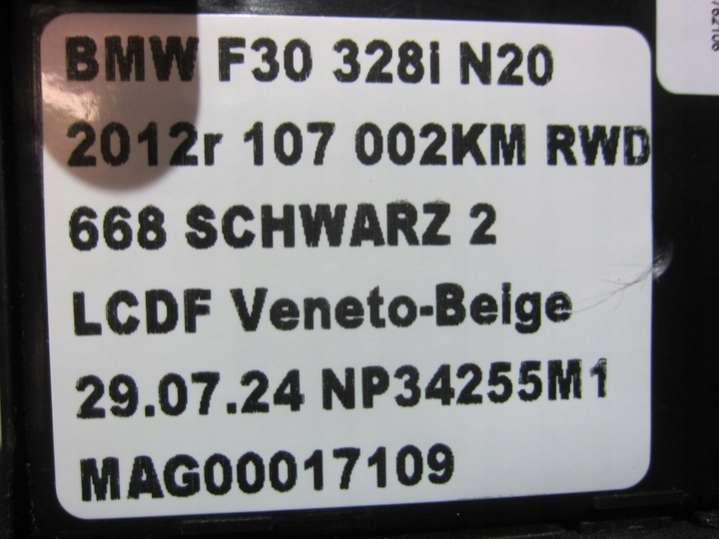 BMW F30 328i N20
2012r 107 002KM RWD
668 SCHWARZ 2
LCDF Veneto-Beige
29.07.24 NP34255M1
MAG00017109